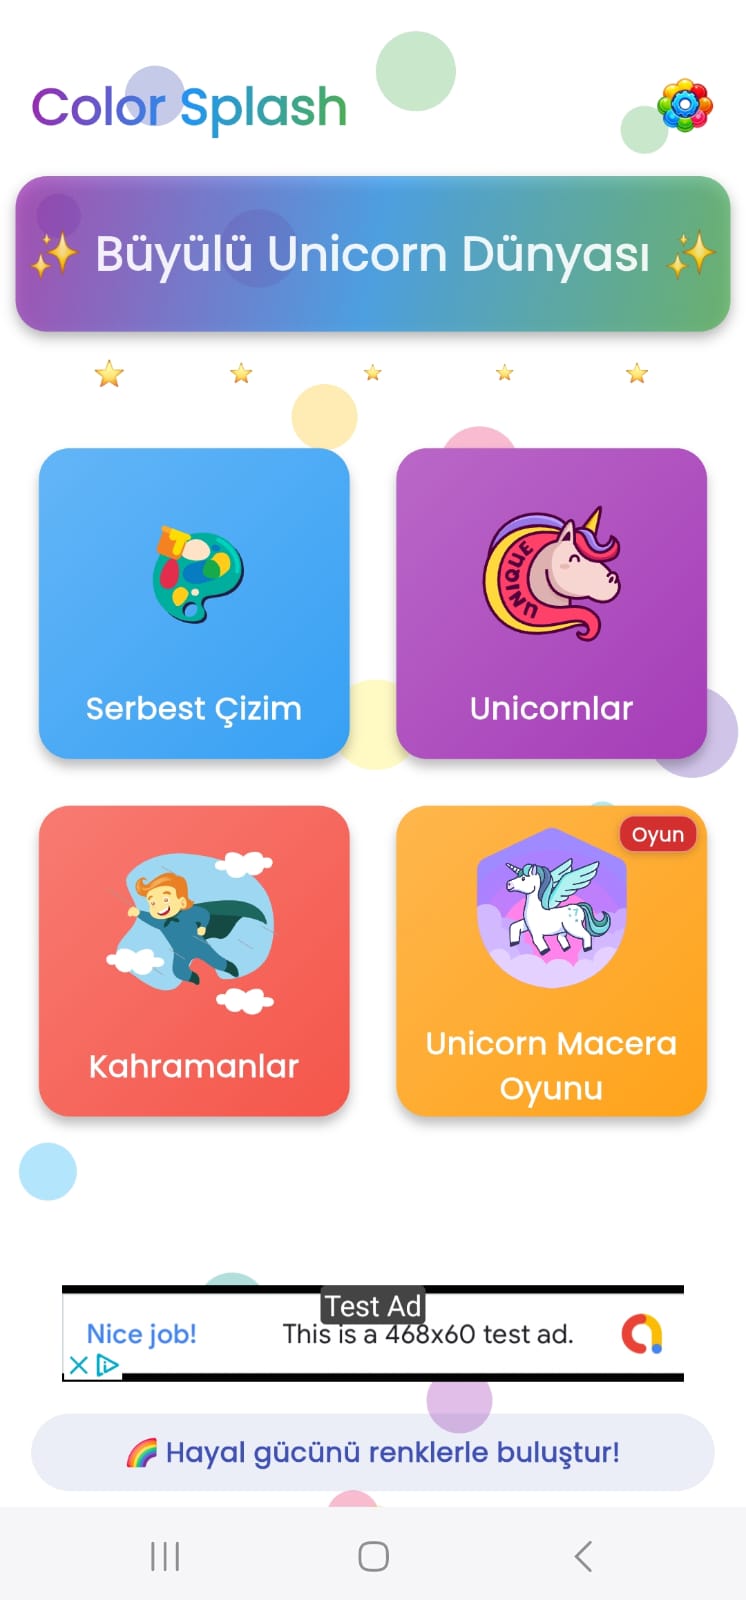 Color Splash
✨ Büyülü Unicorn Dünyası ✨
Serbest Çizim
UNIQUE
Unicornlar
Kahramanlar
Oyun
Unicorn Macera
Oyunu
Test Ad
Nice job!
This is a 468x60 test ad.
🌈 Hayal gücünü renklerle buluştur!